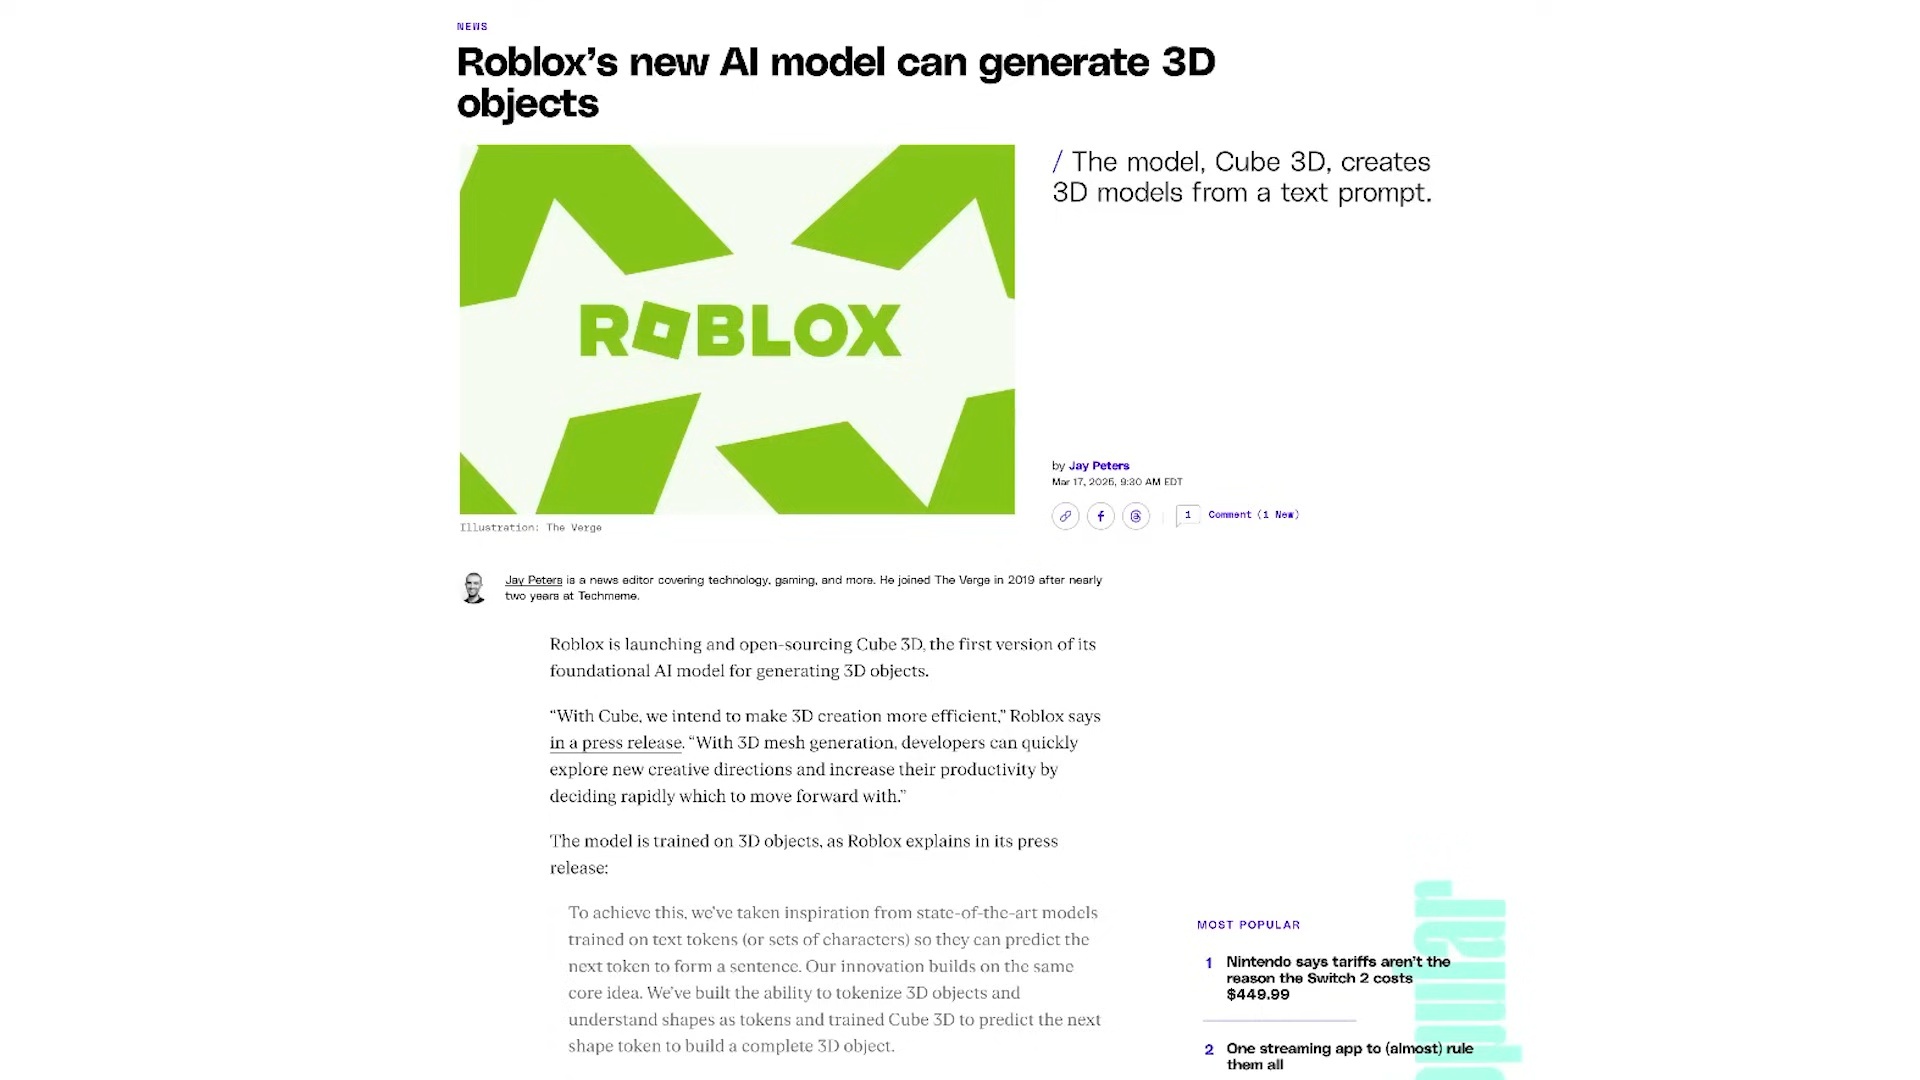 NEWS
Roblox’s new AI model can generate 3D
objects
/ The model, Cube 3D, creates
3D models from a text prompt.
ROBLOX
by Jay Peters
Mar 17, 2025, 9:30 AM EDT
1 Comment (1 New)
Illustration: The Verge
Jay Peters is a news editor covering technology, gaming, and more. He joined The Verge in 2019 after nearly
two years at Techmeme.
Roblox is launching and open-sourcing Cube 3D, the first version of its
foundational AI model for generating 3D objects.
“With Cube, we intend to make 3D creation more efficient,” Roblox says
in a press release. “With 3D mesh generation, developers can quickly
explore new creative directions and increase their productivity by
deciding rapidly which to move forward with.”
The model is trained on 3D objects, as Roblox explains in its press
release:
To achieve this, we’ve taken inspiration from state-of-the-art models
trained on text tokens (or sets of characters) so they can predict the
next token to form a sentence. Our innovation builds on the same
core idea. We’ve built the ability to tokenize 3D objects and
understand shapes as tokens and trained Cube 3D to predict the next
shape token to build a complete 3D object.
MOST POPULAR
1 Nintendo says tariffs aren’t the
reason the Switch 2 costs
$449.99
2 One streaming app to (almost) rule
them all